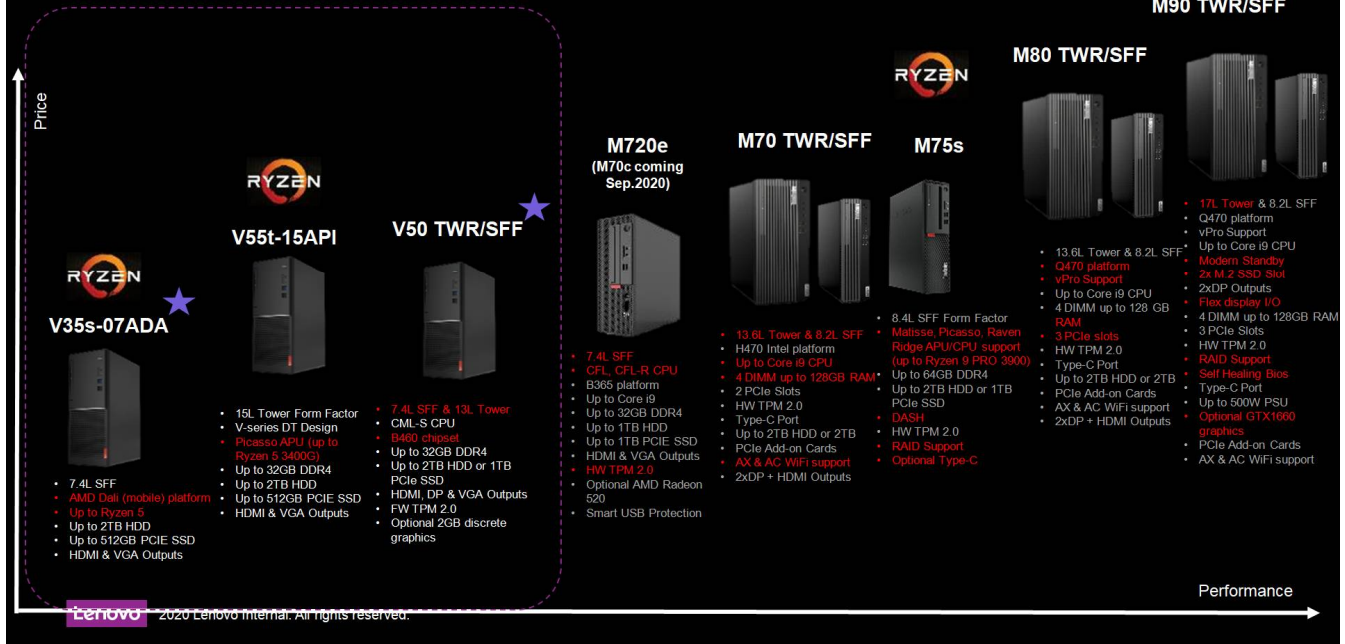 M90 TWR/SFF
M80 TWR/SFF
RYZEN
Price
M720e
(M70c coming
Sep.2020)
M70 TWR/SFF
M75s
RYZEN
V55t-15API
V50 TWR/SFF
RYZEN
V35s-07ADA
• 7.4L SFF
• AMD Dali (mobile) platform
• Up to Ryzen 5
• Up to 2TB HDD
• Up to 512GB PCIE SSD
• HDMI & VGA Outputs
• 15L Tower Form Factor
• V-series DT Design
• Picasso APU (up to
Ryzen 5 3400G)
• Up to 32GB DDR4
• Up to 2TB HDD
• Up to 512GB PCIE SSD
• HDMI & VGA Outputs
• 7.4L SFF & 13L Tower
• CML-S CPU
• B460 chipset
• Up to 32GB DDR4
• Up to 2TB HDD or 1TB
PCIe SSD
• HDMI, DP & VGA Outputs
• FW TPM 2.0
• Optional 2GB discrete
graphics
• 7.4L SFF
• CFL, CFL-R CPU
• B365 platform
• Up to Core i9
• Up to 32GB DDR4
• Up to 1TB HDD
• Up to 1TB PCIE SSD
• HDMI & VGA Outputs
• HW TPM 2.0
• Optional AMD Radeon
520
• Smart USB Protection
• 13.6L Tower & 8.2L SFF
• H470 Intel platform
• Up to Core i9 CPU
• 4 DIMM up to 128GB RAM
• 2 PCIe Slots
• HW TPM 2.0
• Type-C Port
• Up to 2TB HDD or 2TB
• PCIe Add-on Cards
• AX & AC WiFi support
• 2xDP + HDMI Outputs
• 8.4L SFF Form Factor
• Matisse, Picasso, Raven
Ridge APU/CPU support
(up to Ryzen 9 PRO 3900)
• Up to 64GB DDR4
• Up to 2TB HDD or 1TB
PCIe SSD
• DASH
• HW TPM 2.0
• RAID Support
• Optional Type-C
• 13.6L Tower & 8.2L SFF
• Q470 platform
• vPro Support
• Up to Core i9 CPU
• 4 DIMM up to 128 GB
RAM
• 3 PCIe slots
• HW TPM 2.0
• Type-C Port
• Up to 2TB HDD or 2TB
• PCIe Add-on Cards
• AX & AC WiFi support
• 2xDP + HDMI Outputs
• 17L Tower & 8.2L SFF
• Q470 platform
• vPro Support
• Up to Core i9 CPU
• Modern Standby
• 2x M.2 SSD Slot
• 2xDP Outputs
• Flex display I/O
• 4 DIMM up to 128GB RAM
• 3 PCIe Slots
• HW TPM 2.0
• RAID Support
• Self Healing Bios
• Type-C Port
• Up to 500W PSU
• Optional GTX1660
graphics
• PCIe Add-on Cards
• AX & AC WiFi support
Performance
Lenovo
2020 Lenovo Internal. All rights reserved.